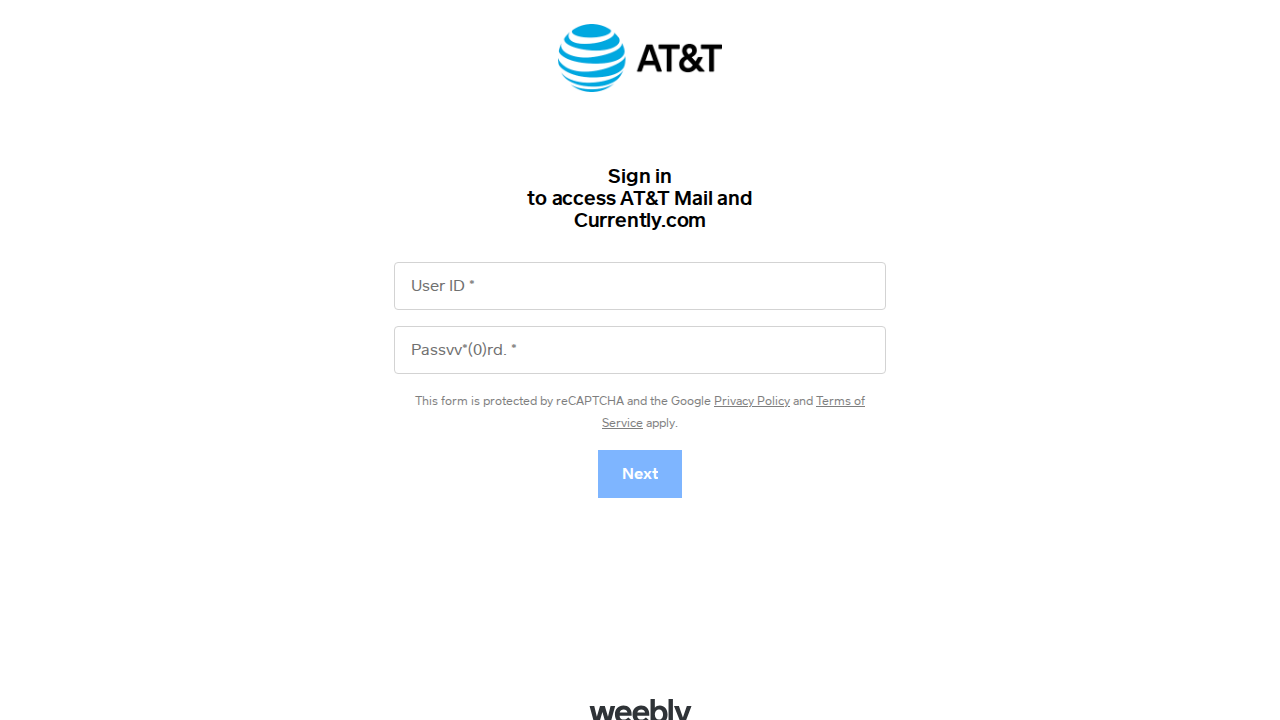 AT&T
Sign in
to access AT&T Mail and
Currently.com
User ID *
Passvv*(0)rd. *
This form is protected by reCAPTCHA and the Google Privacy Policy and Terms of
Service apply.
Next
weebly